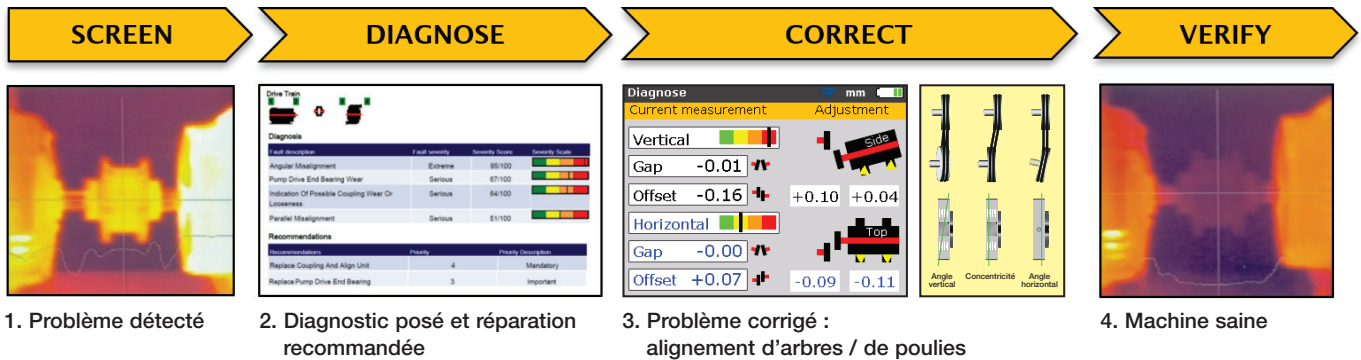 SCREEN
DIAGNOSE
CORRECT
VERIFY
Drive Train
Diagnosis
Fault description Fault severity Severity Score Severity Scale
Angular Misalignment Extreme 95/100
Pump Drive End Bearing Wear Serious 67/100
Indication Of Possible Coupling Wear Or
Looseness Serious 64/100
Parallel Misalignment Serious 51/100
Recommendations
Recommendations Priority Priority Description
Replace Coupling And Align Unit 4 Mandatory
Replace Pump Drive End Bearing 3 Important
Diagnose mm
Current measurement Adjustment
Vertical
Side
Gap -0.01
Offset -0.16 +0.10 +0.04
Horizontal
Top
Gap -0.00
Offset +0.07 -0.09 -0.11
Angle
vertical
Concentricité
Angle
horizontal
1. Problème détecté
2. Diagnostic posé et réparation
recommandée
3. Problème corrigé :
alignement d'arbres / de poulies
4. Machine saine